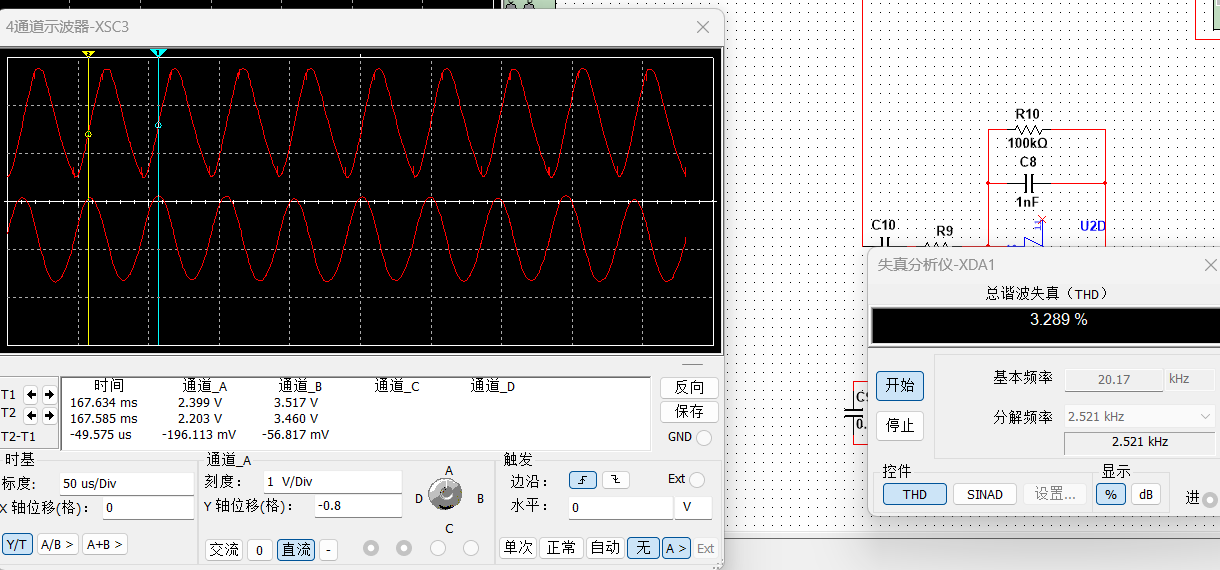 4通道示波器-XSC3
2
1
时间 通道_A 通道_B 通道_C 通道_D
T1 167.634 ms 2.399 V 3.517 V
T2 167.585 ms 2.203 V 3.460 V
T2-T1 -49.575 us -196.113 mV -56.817 mV
反向
保存
GND
时基
标度: 50 us/Div
X 轴位移(格): 0
Y/T A/B > A+B >
通道_A
刻度: 1 V/Div
Y 轴位移(格): -0.8
交流 0 直流 -
A
B
C
D
触发
边沿: Ext
水平: 0 V
单次 正常 自动 无 A > Ext
R10
100kΩ
C8
1nF
U2D
C10
R9
失真分析仪-XDA1
总谐波失真（THD）
3.289 %
开始
停止
基本频率 20.17 kHz
分解频率 2.521 kHz
2.521 kHz
控件
THD SINAD 设置...
显示
% dB
进
0.